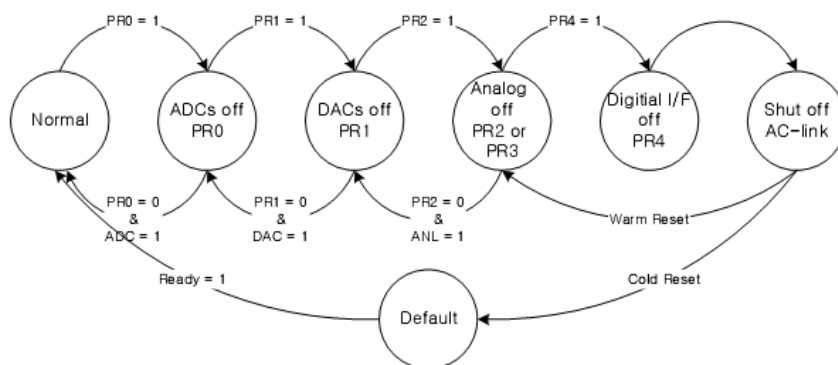 PR0 = 1
PR1 = 1
PR2 = 1
PR4 = 1
Normal
ADCs off
PR0
DACs off
PR1
Analog
off
PR2 or
PR3
Digitial I/F
off
PR4
Shut off
AC-link
PR0 = 0
&
ADC = 1
PR1 = 0
&
DAC = 1
PR2 = 0
&
ANL = 1
Warm Reset
Ready = 1
Cold Reset
Default